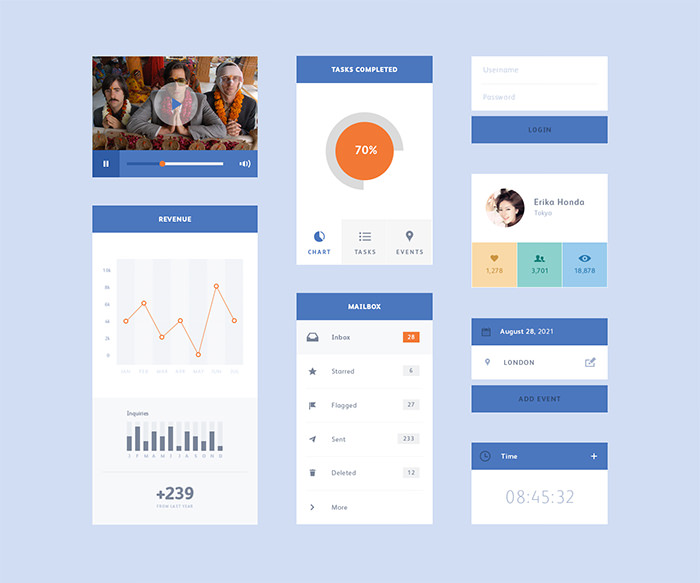 REVENUE
10k
8k
6k
4k
2k
0
JAN FEB MAR APR MAY JUN JUL
Inquiries
J F M A M J J A S O N D
+239
FROM LAST YEAR
TASKS COMPLETED
70%
CHART TASKS EVENTS
MAILBOX
Inbox 28
Starred 6
Flagged 27
Sent 233
Deleted 12
More
Username
Password
LOGIN
Erika Honda
Tokyo
1,278 3,701 18,878
August 28, 2021
LONDON
ADD EVENT
Time +
08:45:32